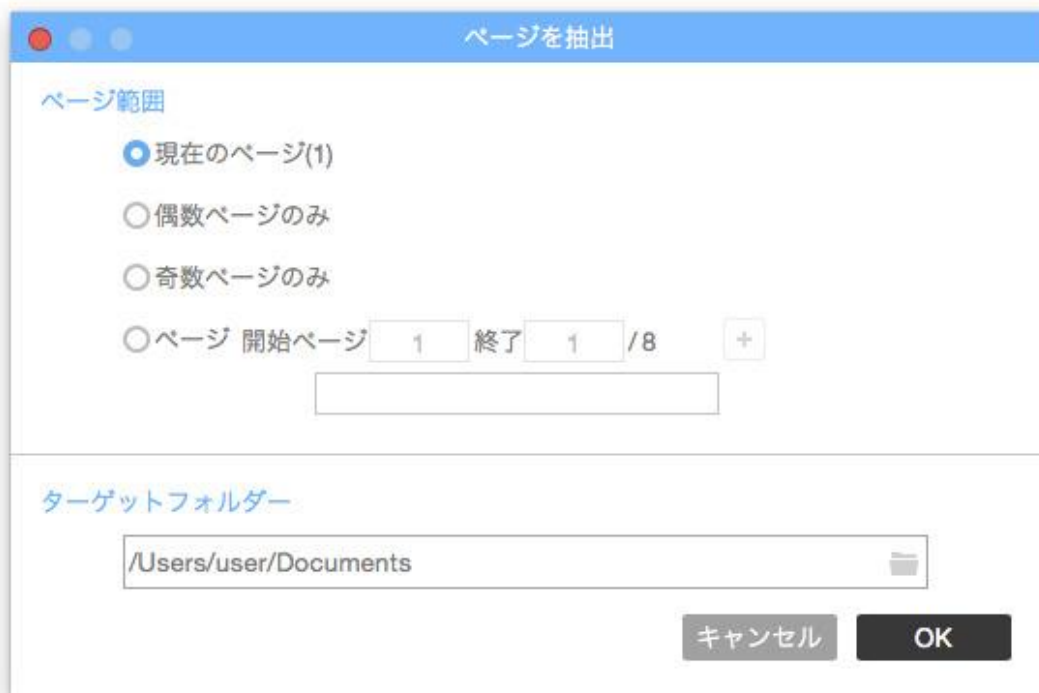 ページを抽出
ページ範囲
現在のページ(1)
偶数ページのみ
奇数ページのみ
ページ 開始ページ 1 終了 1 / 8 +
ターゲットフォルダー
/Users/user/Documents
キャンセル OK